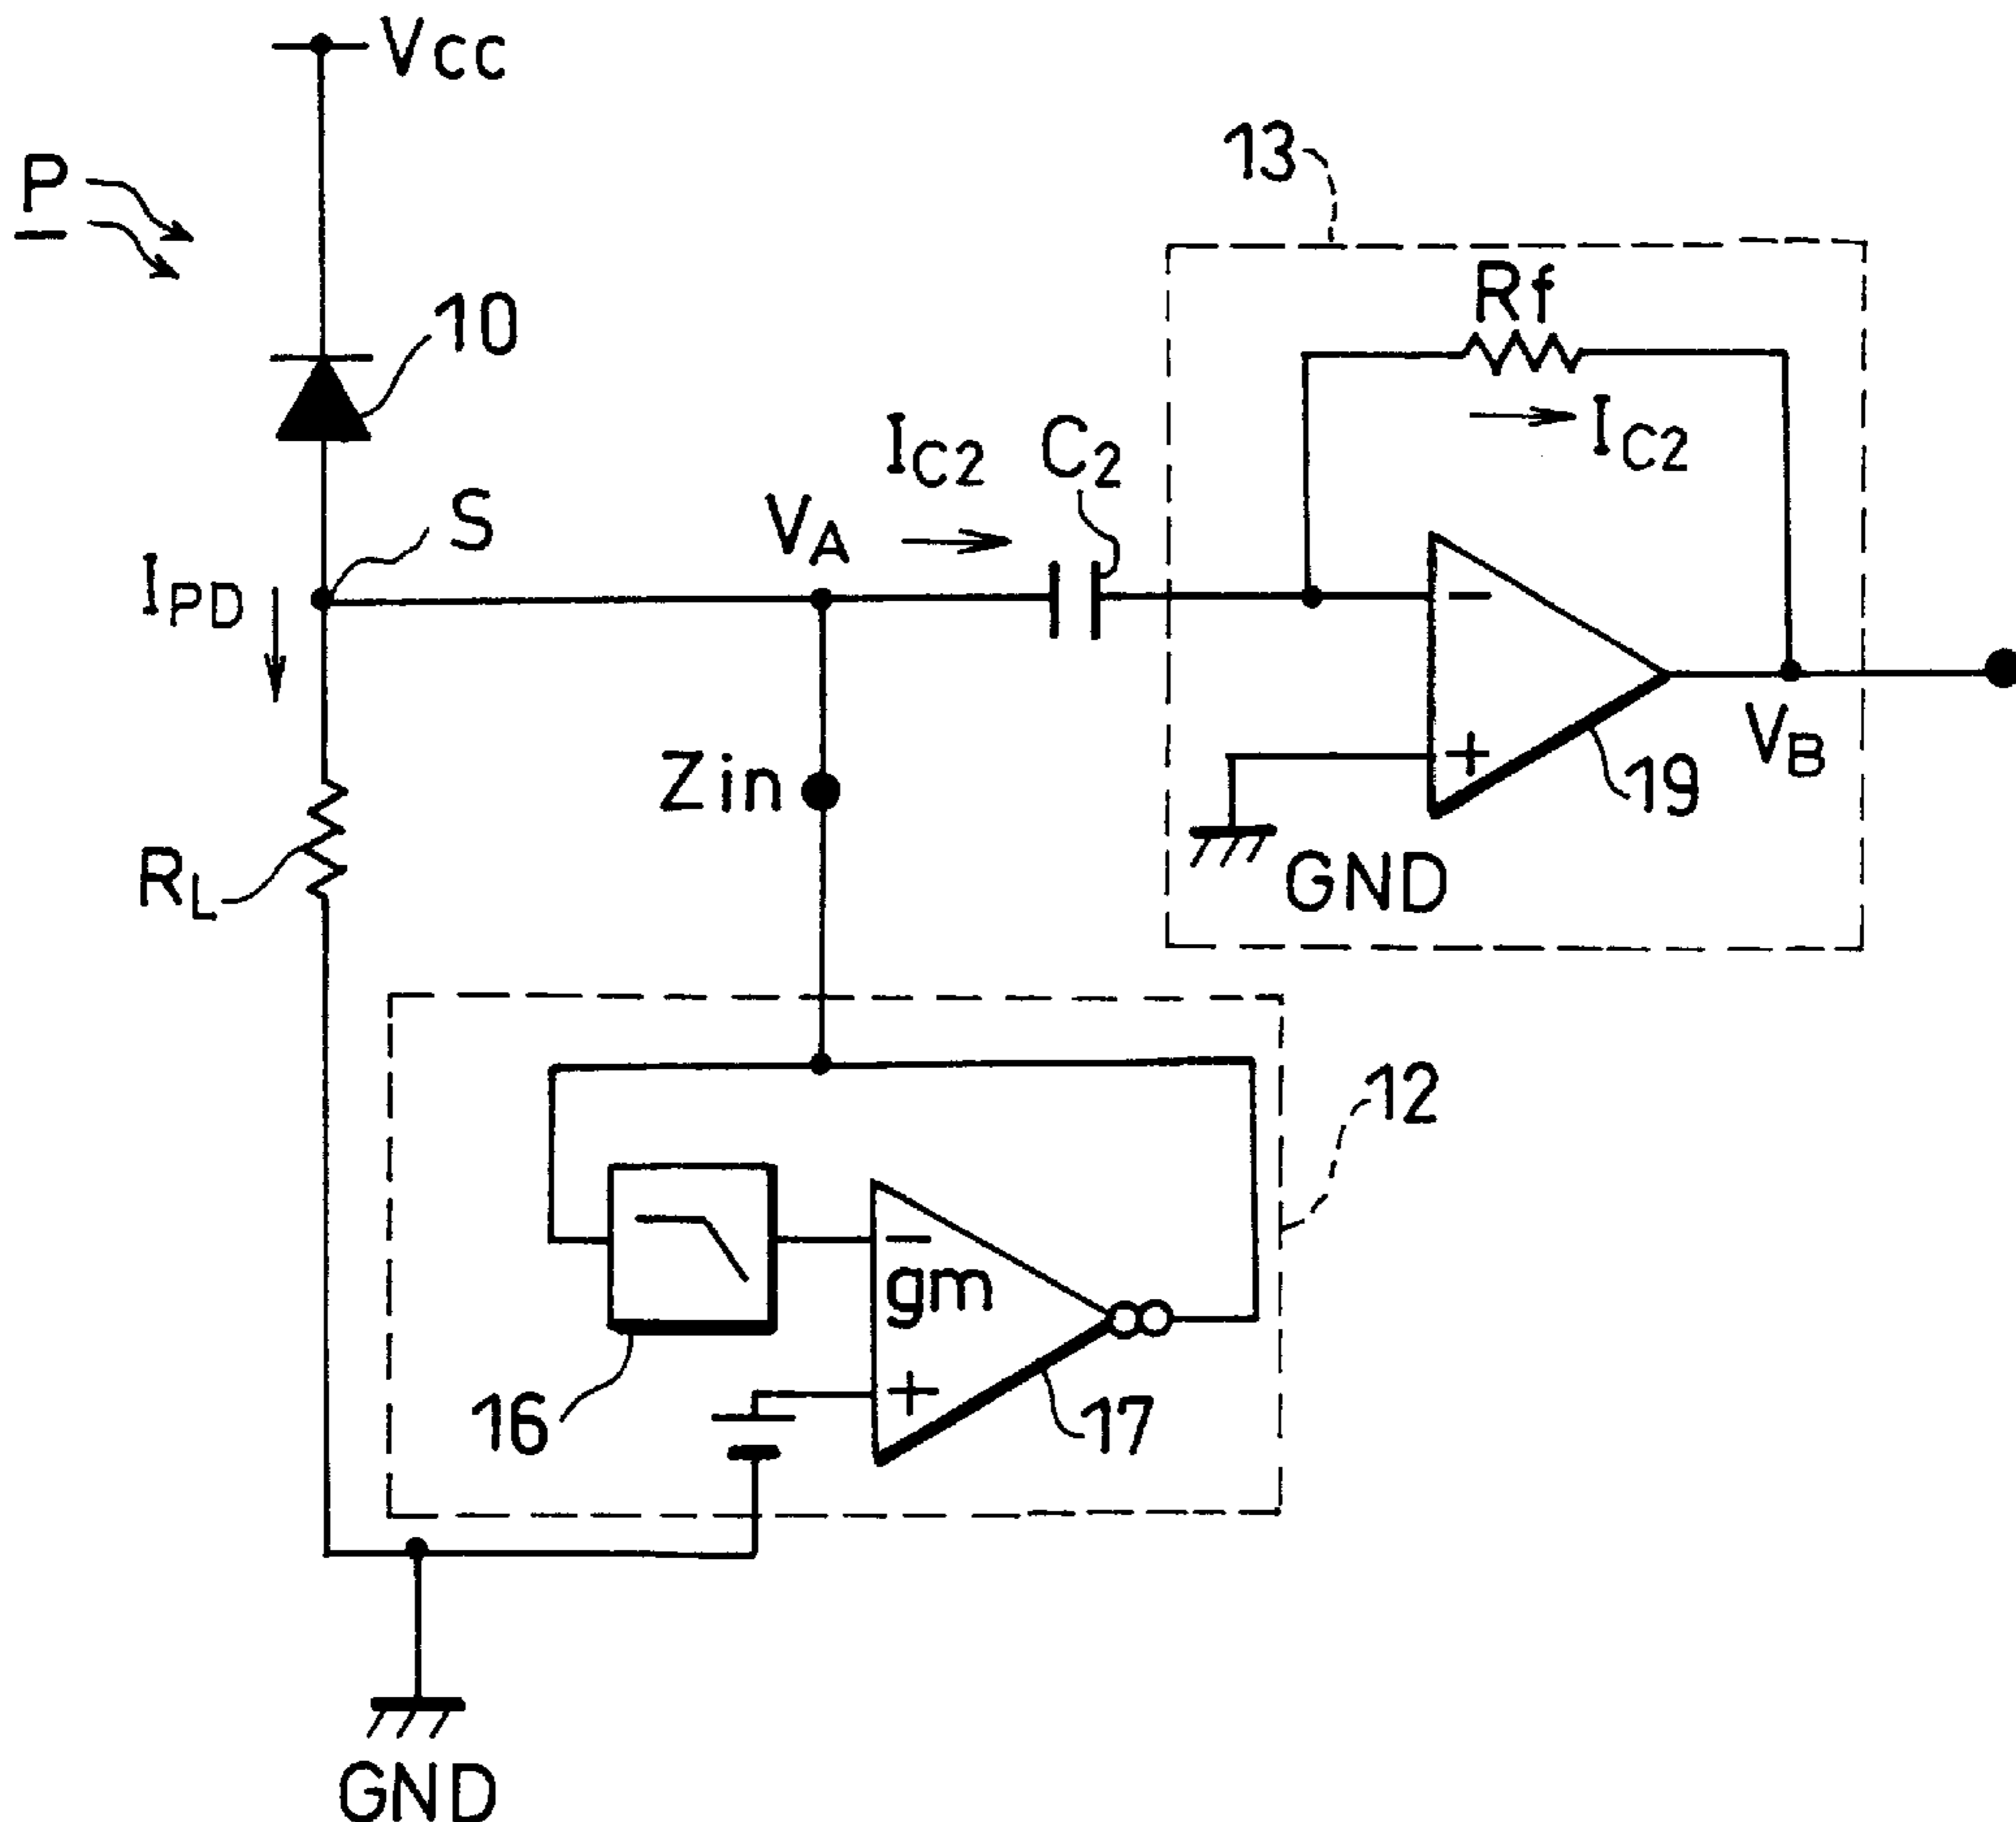 Vcc
P
13
Rf
10
IC2
IC2
C2
S
VA
IPD
−
Zin
VB
+
19
RL
GND
12
−
gm
+
16
17
GND